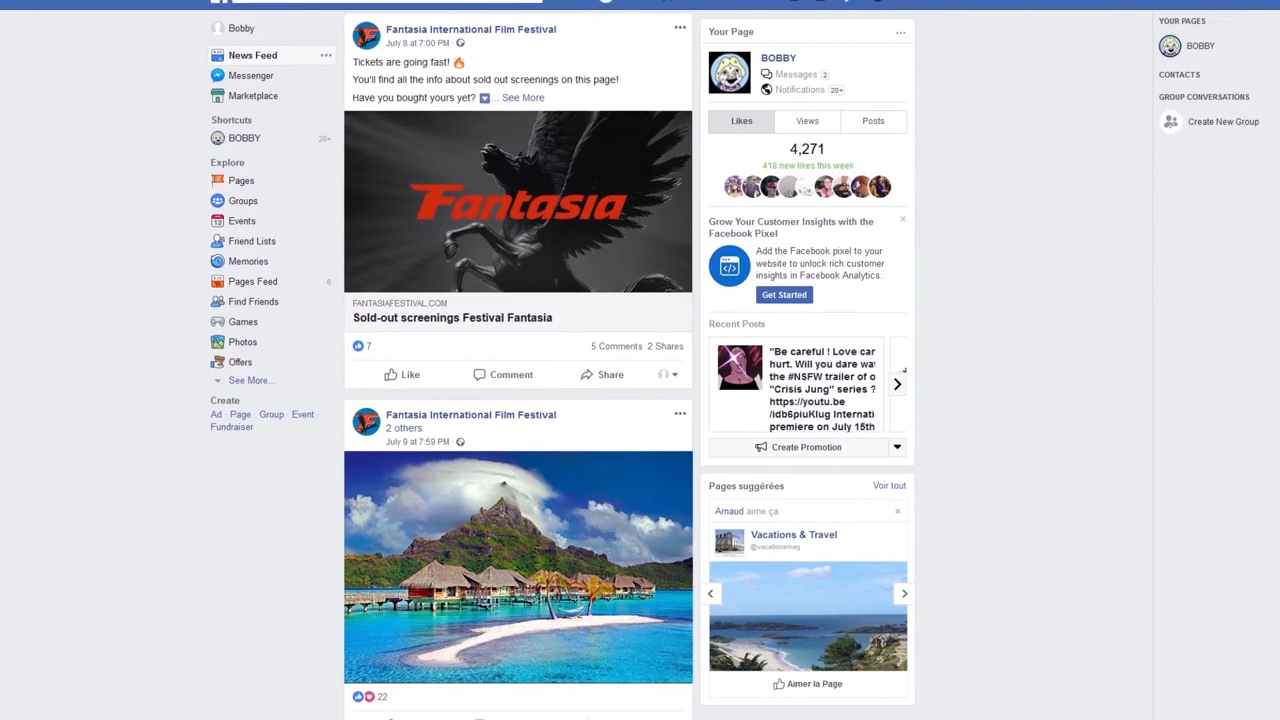 Bobby
News Feed
Messenger
Marketplace
Shortcuts
BOBBY 20+
Explore
Pages
Groups
Events
Friend Lists
Memories
Pages Feed 6
Find Friends
Games
Photos
Offers
See More...
Create
Ad Page Group Event
Fundraiser
Fantasia International Film Festival
July 8 at 7:00 PM ·
Tickets are going fast! 🔥
You'll find all the info about sold out screenings on this page!
Have you bought yours yet? ... See More
Fantasia
FANTASIAFESTIVAL.COM
Sold-out screenings Festival Fantasia
7 5 Comments 2 Shares
Like Comment Share
Fantasia International Film Festival
2 others.
July 9 at 7:59 PM ·
22
Your Page
BOBBY
Messages 2
Notifications 20+
Likes Views Posts
4,271
418 new likes this week
Grow Your Customer Insights with the
Facebook Pixel
Add the Facebook pixel to your
website to unlock rich customer
insights in Facebook Analytics.
Get Started
Recent Posts
"Be careful ! Love car
hurt. Will you dare wat
the #NSFW trailer of o
"Crisis Jung" series ?
https://youtu.be
/idb6piuKlug Internati
premiere on July 15th
Create Promotion
Pages suggérées Voir tout
Arnaud aime ça.
Vacations & Travel
@vacationsmag
Aimer la Page
YOUR PAGES
BOBBY
CONTACTS
GROUP CONVERSATIONS
Create New Group